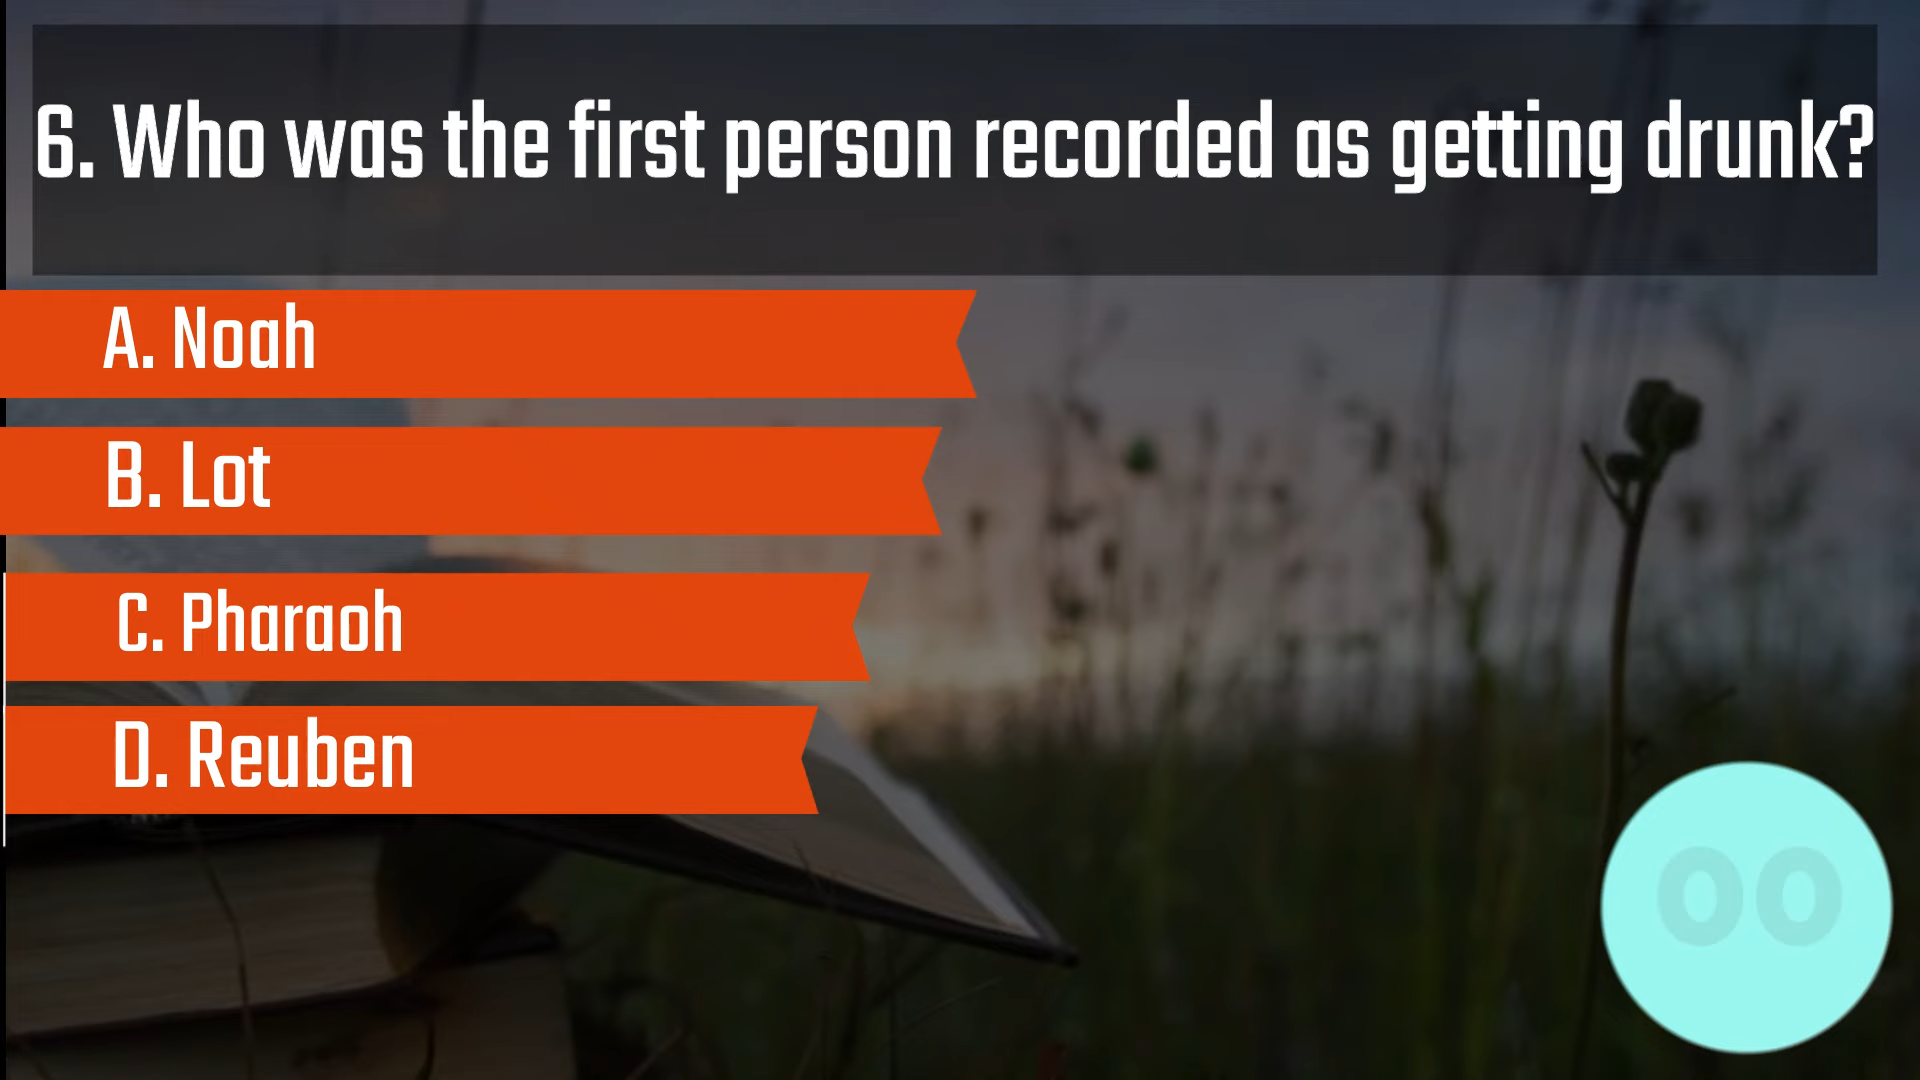 6. Who was the first person recorded as getting drunk?
A. Noah
B. Lot
C. Pharaoh
D. Reuben
00